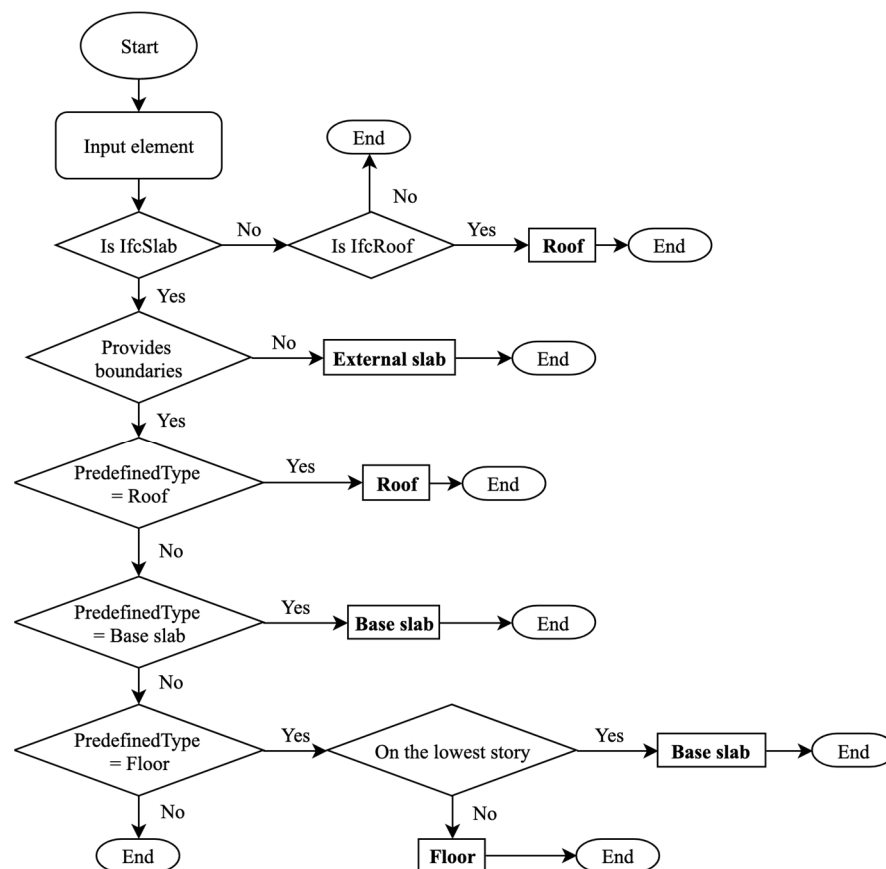 Start
Input element
End
No
Is IfcSlab
No
Is IfcRoof
Yes
Roof
End
Yes
Provides
boundaries
No
External slab
End
Yes
PredefinedType
= Roof
Yes
Roof
End
No
PredefinedType
= Base slab
Yes
Base slab
End
No
PredefinedType
= Floor
Yes
On the lowest story
Yes
Base slab
End
No
No
End
Floor
End